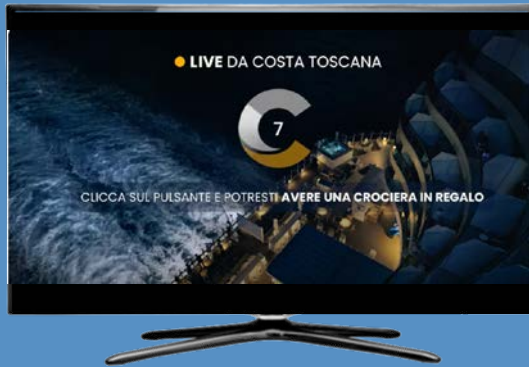 LIVE DA COSTA TOSCANA
7
CLICCA SUL PULSANTE E POTRESTI AVERE UNA CROCIERA IN REGALO